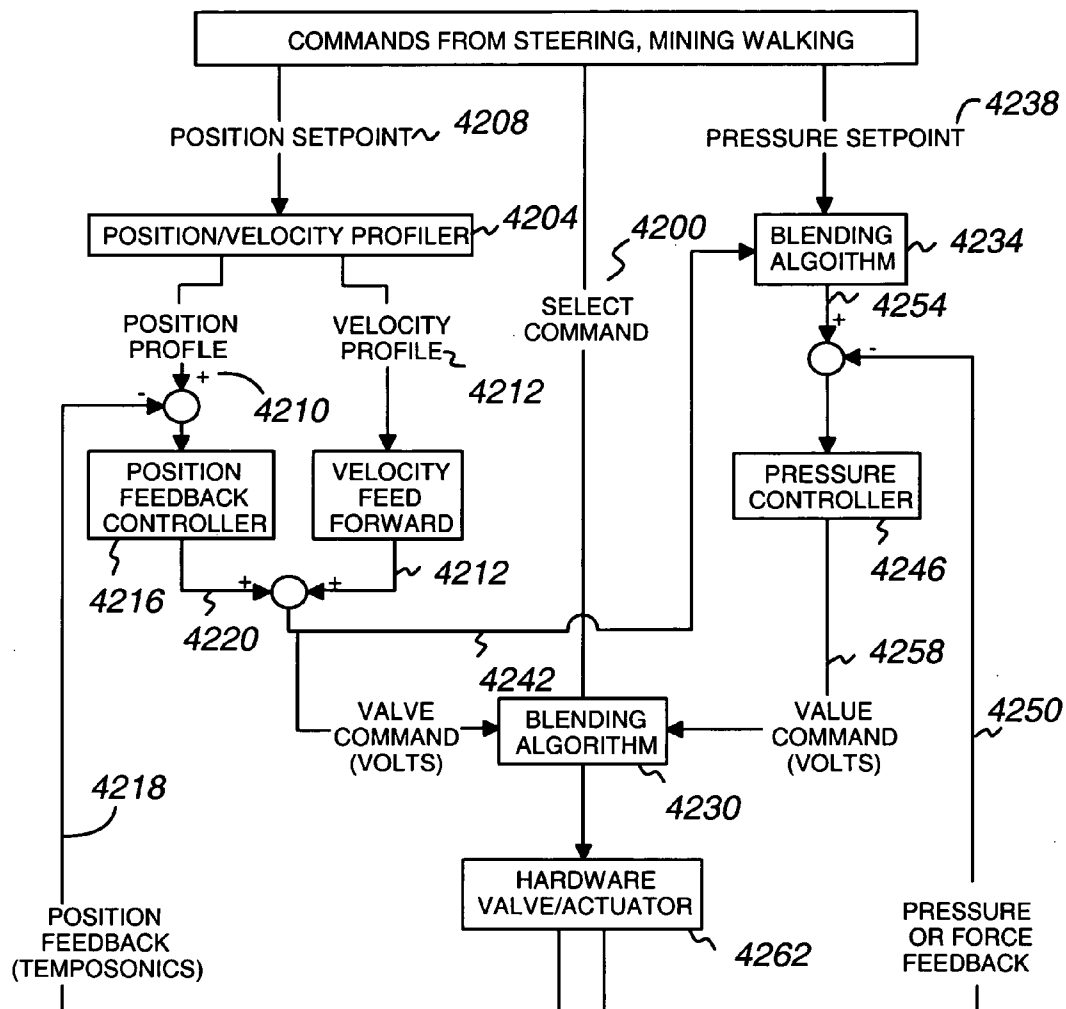 COMMANDS FROM STEERING, MINING WALKING
POSITION SETPOINT 4208
PRESSURE SETPOINT
4238
POSITION/VELOCITY PROFILER
4204
4200
BLENDING
ALGOITHM
4234
4254
SELECT
COMMAND
POSITION
PROFLE
VELOCITY
PROFILE
+
-
4210
4212
+
-
POSITION
FEEDBACK
CONTROLLER
VELOCITY
FEED
FORWARD
PRESSURE
CONTROLLER
4216
+
+
4212
4246
4220
4242
4258
VALVE
COMMAND
(VOLTS)
BLENDING
ALGORITHM
VALUE
COMMAND
(VOLTS)
4250
4218
4230
HARDWARE
VALVE/ACTUATOR
4262
POSITION
FEEDBACK
(TEMPOSONICS)
PRESSURE
OR FORCE
FEEDBACK